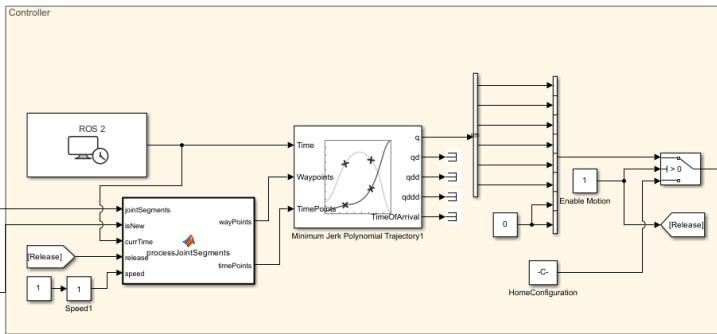 Controller
ROS 2
Time
Waypoints
TimePoints
q
qd
qdd
qddd
TimeOfArrival
Minimum Jerk Polynomial Trajectory1
jointSegments
isNew
currTime
release
speed
wayPoints
timePoints
processJointSegments
[Release]
1
1
Speed1
0
1
Enable Motion
> 0
[Release]
-C-
HomeConfiguration